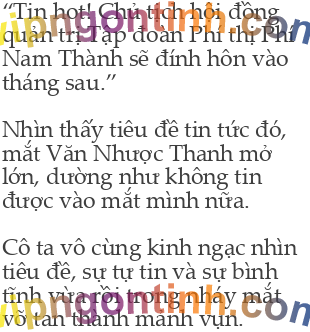 “Tin hot! Chủ tịch hội đồng
quản trị Tập đoàn Phí thị Phí
Nam Thành sẽ đính hôn vào
tháng sau.”
Nhìn thấy tiêu đề tin tức đó,
mắt Văn Nhược Thanh mở
lớn, dường như không tin
được vào mắt mình nữa.
Cô ta vô cùng kinh ngạc nhìn
tiêu đề, sự tự tin và sự bình
tĩnh vừa rồi trong nháy mắt
vỡ tan thành mảnh vụn.
vipngontinh.com
vipngontinh.com